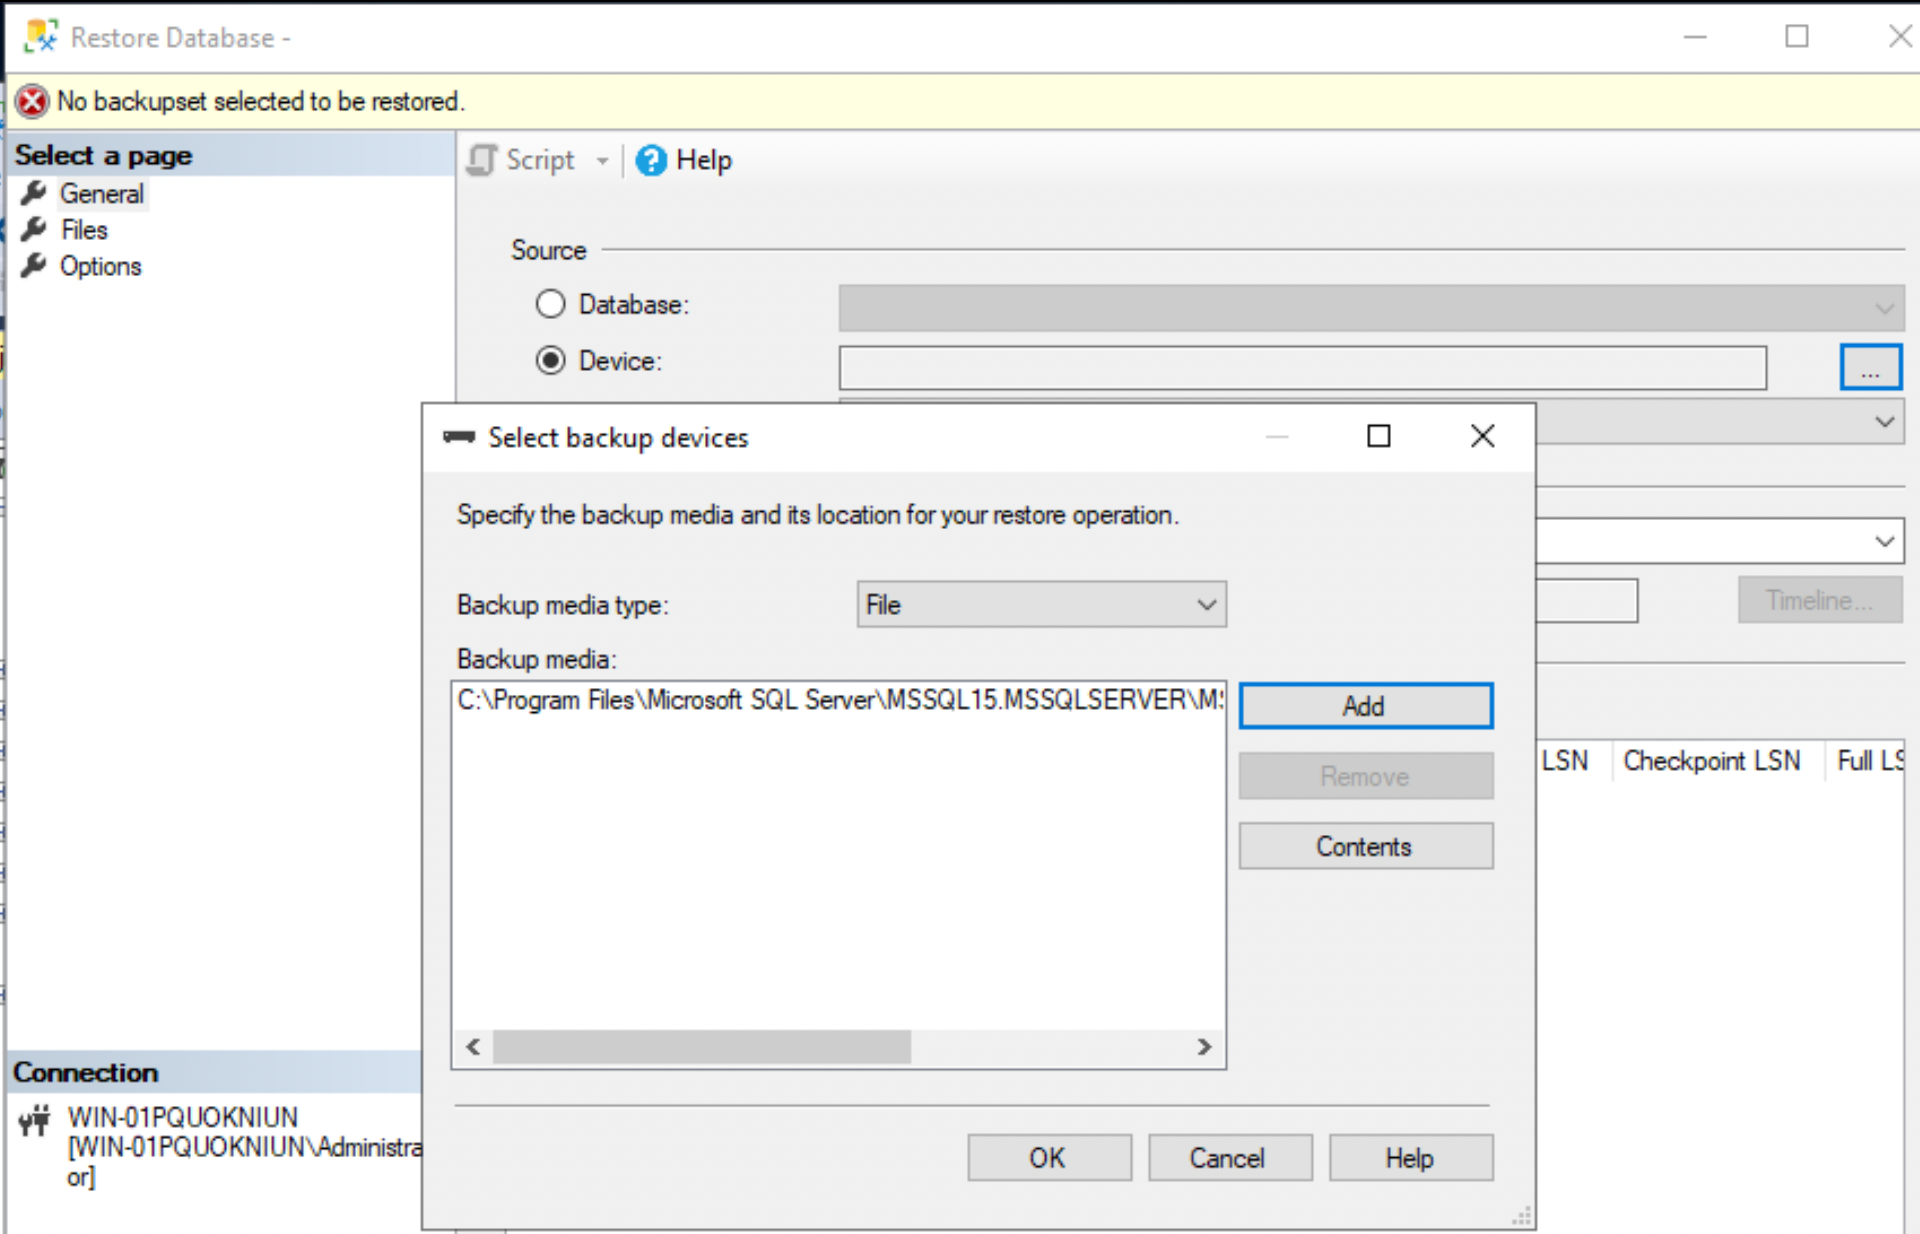 Restore Database -
No backupset selected to be restored.
Select a page
General
Files
Options
Script
Help
Source
Database:
Device:
...
Select backup devices
Specify the backup media and its location for your restore operation.
Backup media type:
File
Backup media:
C:\Program Files\Microsoft SQL Server\MSSQL15.MSSQLSERVER\M
Add
Remove
Contents
OK
Cancel
Help
Timeline...
LSN
Checkpoint LSN
Full LS
Connection
WIN-01PQUOKNIUN
[WIN-01PQUOKNIUN\Administra
or]